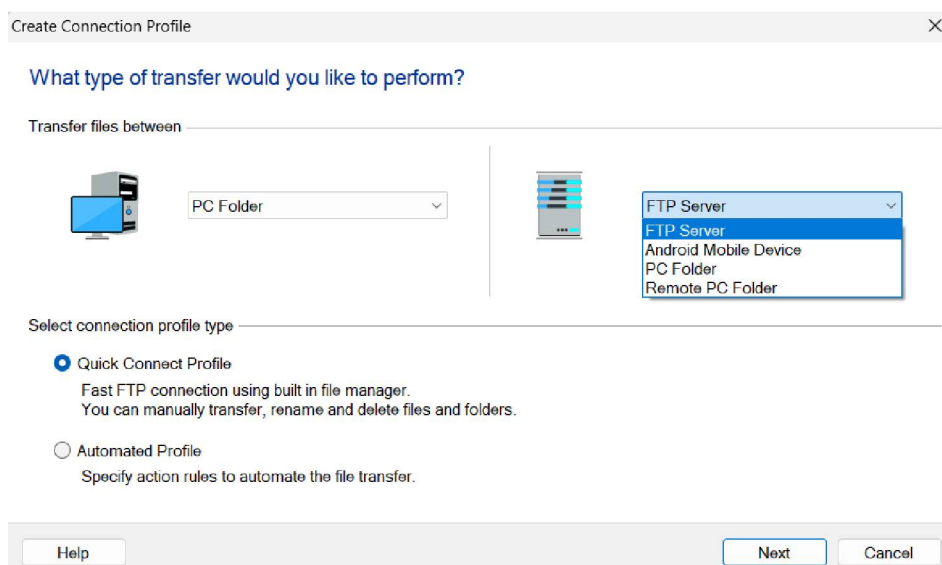 Create Connection Profile
What type of transfer would you like to perform?
Transfer files between
PC Folder
FTP Server
FTP Server
Android Mobile Device
PC Folder
Remote PC Folder
Select connection profile type
Quick Connect Profile
Fast FTP connection using built in file manager.
You can manually transfer, rename and delete files and folders.
Automated Profile
Specify action rules to automate the file transfer.
Help
Next
Cancel